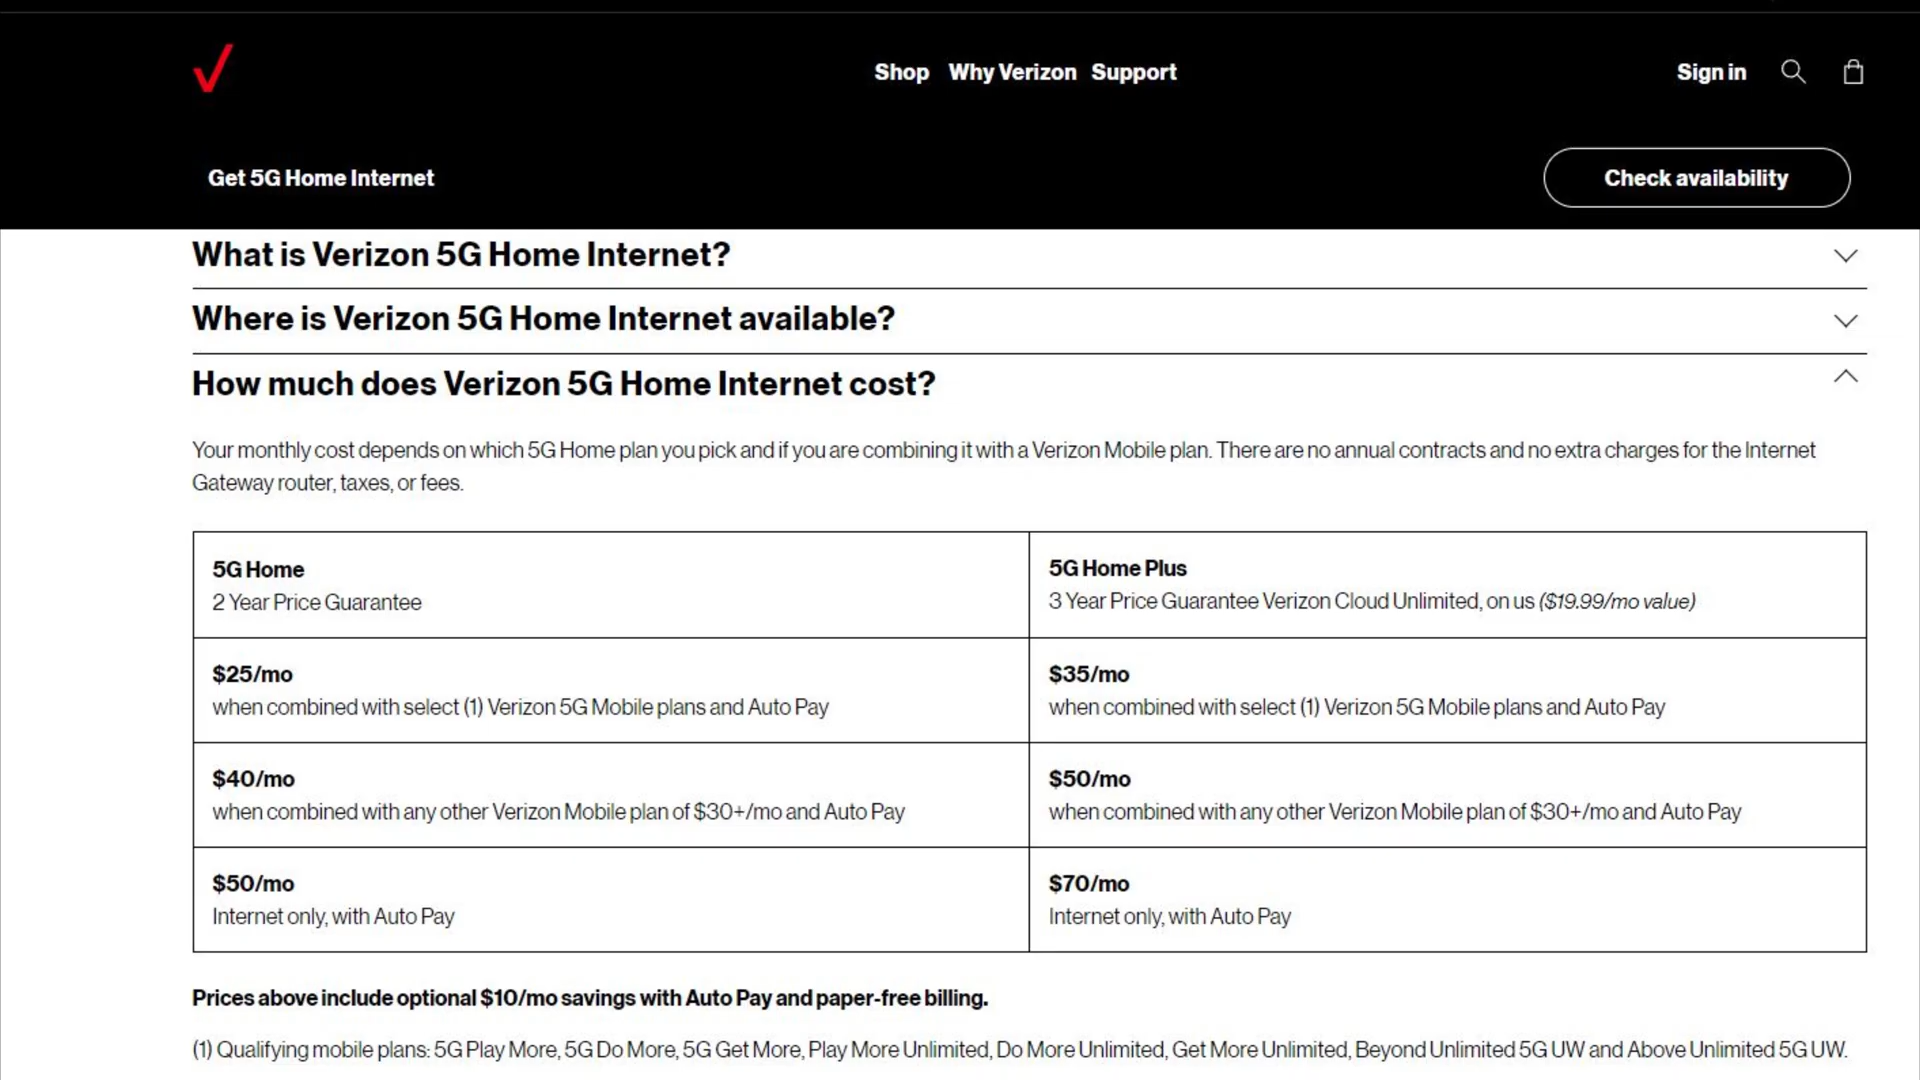 Shop Why Verizon Support
Sign in
Get 5G Home Internet
Check availability
What is Verizon 5G Home Internet?
Where is Verizon 5G Home Internet available?
How much does Verizon 5G Home Internet cost?
Your monthly cost depends on which 5G Home plan you pick and if you are combining it with a Verizon Mobile plan. There are no annual contracts and no extra charges for the Internet
Gateway router, taxes, or fees.
5G Home
2 Year Price Guarantee
5G Home Plus
3 Year Price Guarantee Verizon Cloud Unlimited, on us ($19.99/mo value)
$25/mo
when combined with select (1) Verizon 5G Mobile plans and Auto Pay
$35/mo
when combined with select (1) Verizon 5G Mobile plans and Auto Pay
$40/mo
when combined with any other Verizon Mobile plan of $30+/mo and Auto Pay
$50/mo
when combined with any other Verizon Mobile plan of $30+/mo and Auto Pay
$50/mo
Internet only, with Auto Pay
$70/mo
Internet only, with Auto Pay
Prices above include optional $10/mo savings with Auto Pay and paper-free billing.
(1) Qualifying mobile plans: 5G Play More, 5G Do More, 5G Get More, Play More Unlimited, Do More Unlimited, Get More Unlimited, Beyond Unlimited 5G UW and Above Unlimited 5G UW.